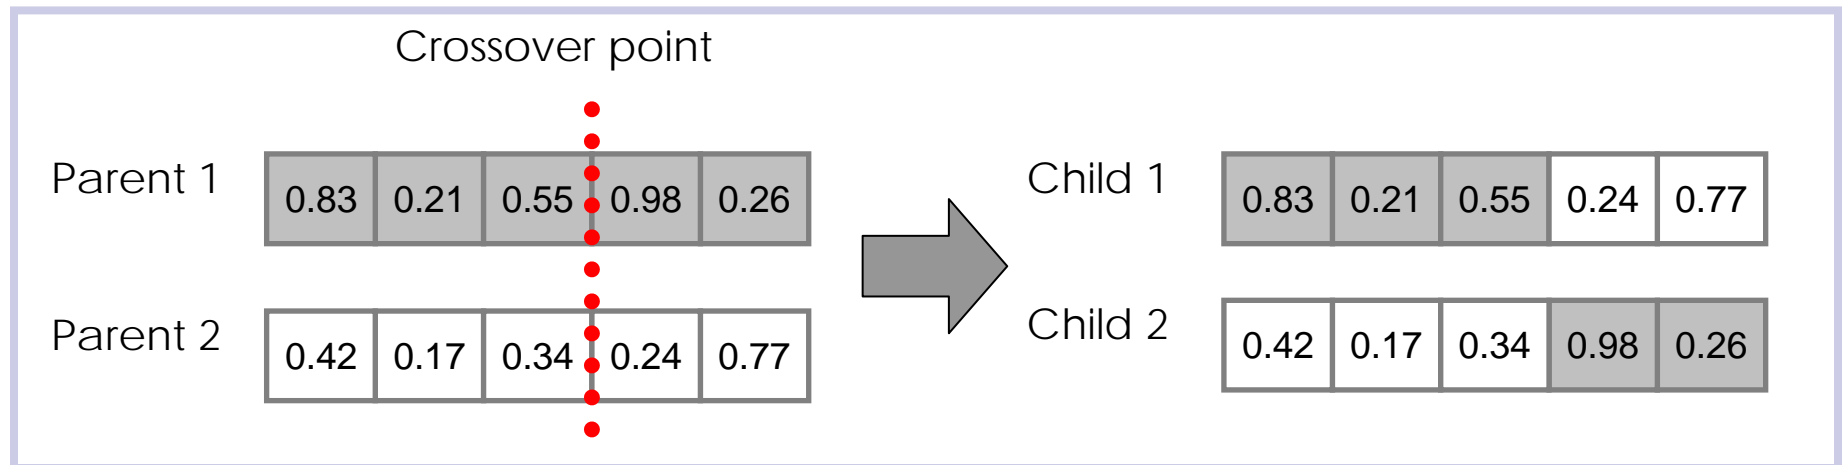 Crossover point
Parent 1
0.83 0.21 0.55 0.98 0.26
Parent 2
0.42 0.17 0.34 0.24 0.77
Child 1
0.83 0.21 0.55 0.24 0.77
Child 2
0.42 0.17 0.34 0.98 0.26